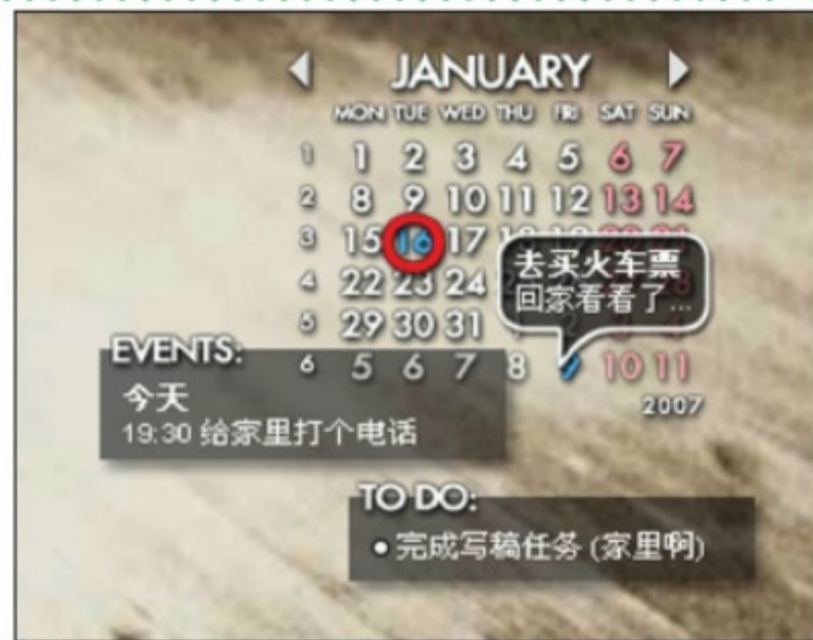 JANUARY
MON TUE WED THU FRI SAT SUN
1 1 2 3 4 5 6 7
2 8 9 10 11 12 13 14
3 15 16 17
4 22 23 24
5 29 30 31
6 5 6 7 8 9 10 11
2007
去买火车票
回家看看了...
EVENTS:
今天
19:30 给家里打个电话
TO DO:
• 完成写稿任务 (家里啊)